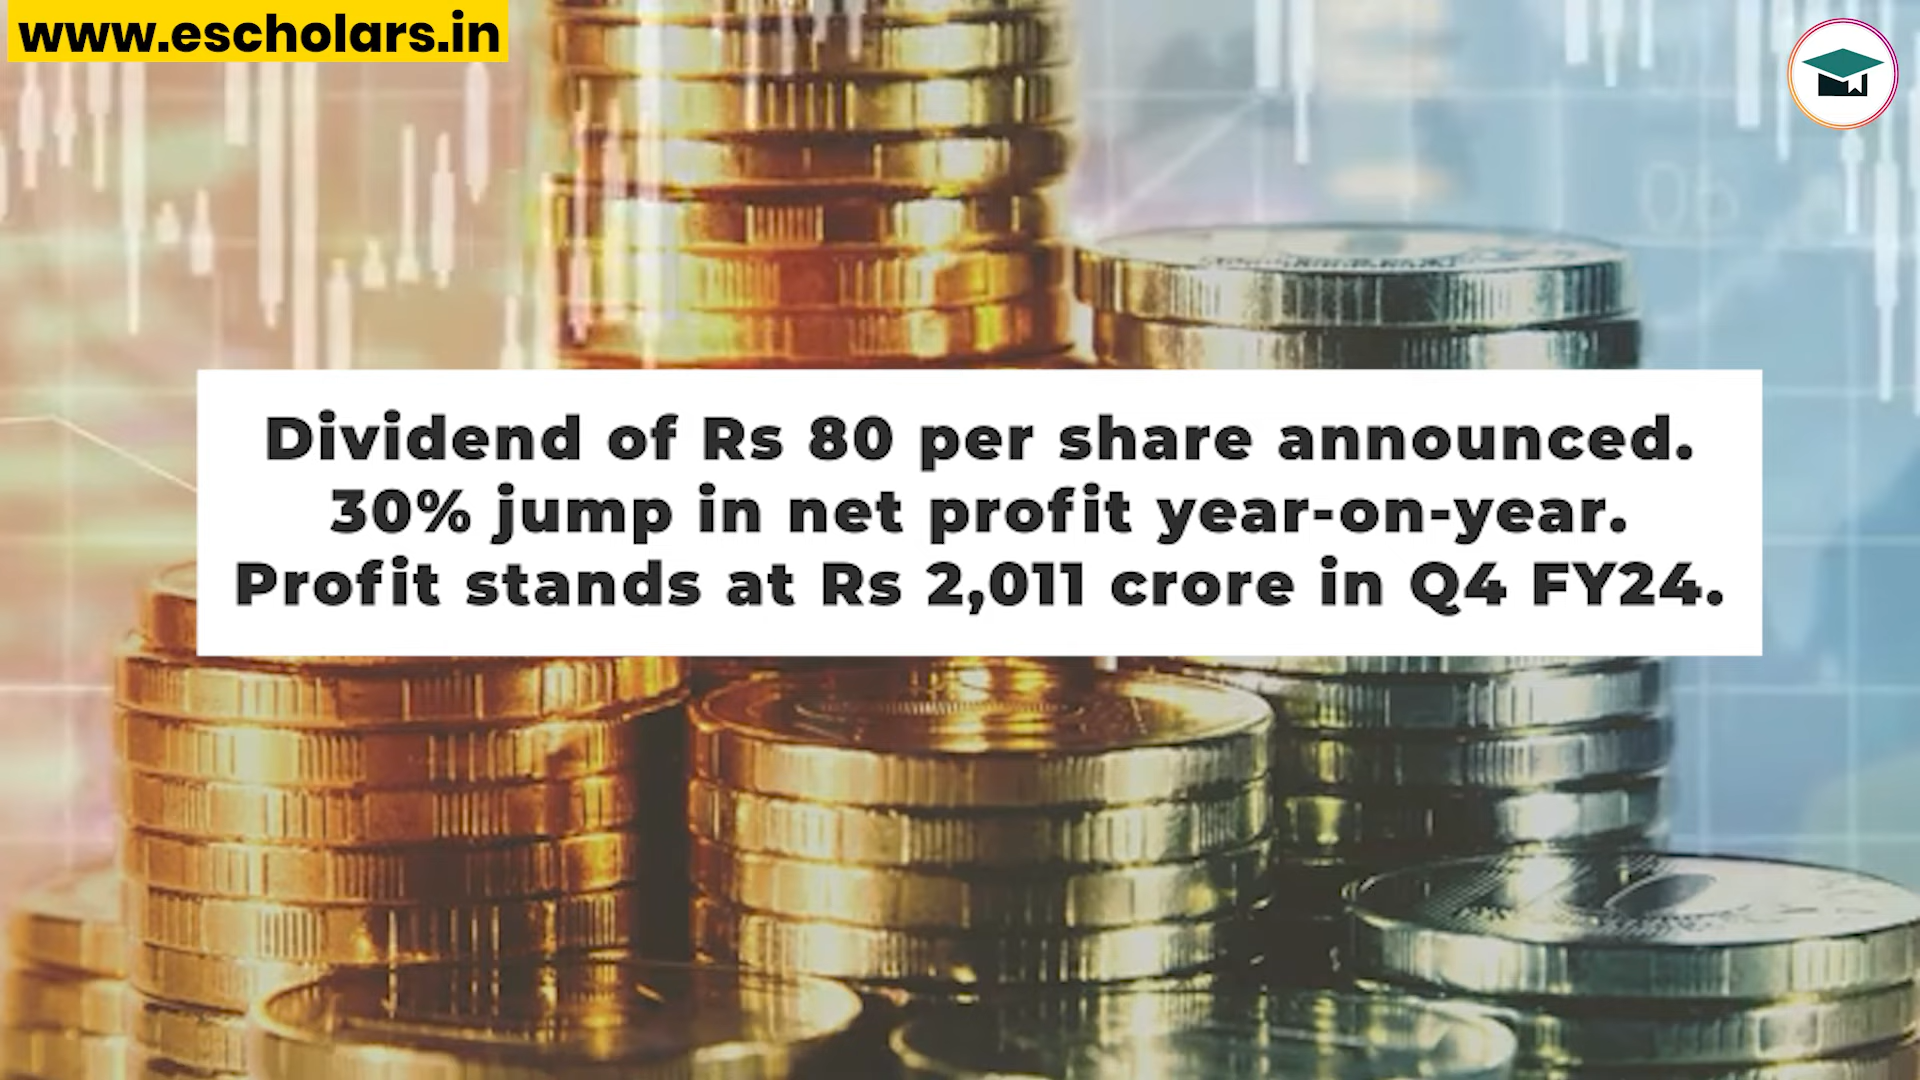 www.escholars.in
Dividend of Rs 80 per share announced.
30% jump in net profit year-on-year.
Profit stands at Rs 2,011 crore in Q4 FY24.